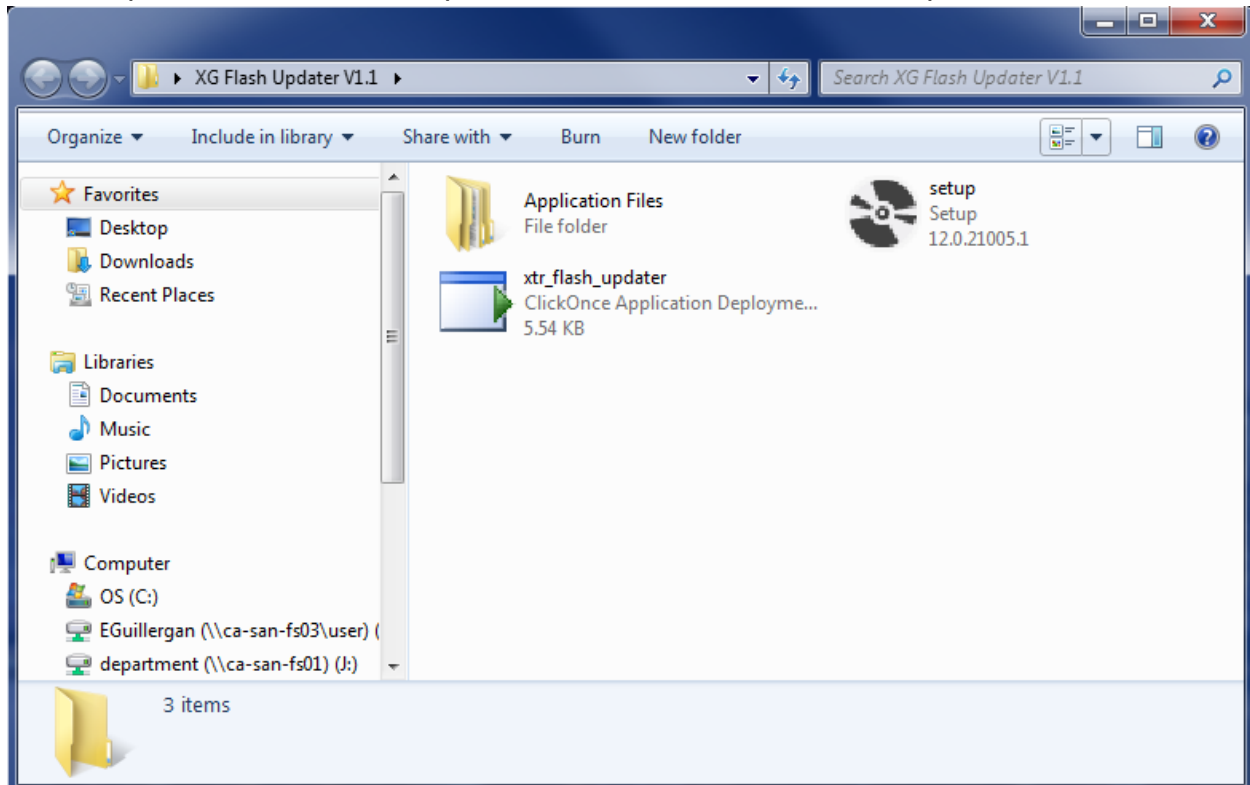 XG Flash Updater V1.1
Search XG Flash Updater V1.1
Organize Include in library Share with Burn New folder
Favorites
Desktop
Downloads
Recent Places
Libraries
Documents
Music
Pictures
Videos
Computer
OS (C:)
EGuillergan (\\ca-san-fs03\user) (
department (\\ca-san-fs01) (J:)
Application Files
File folder
setup
Setup
12.0.21005.1
xtr_flash_updater
ClickOnce Application Deployme...
5.54 KB
3 items